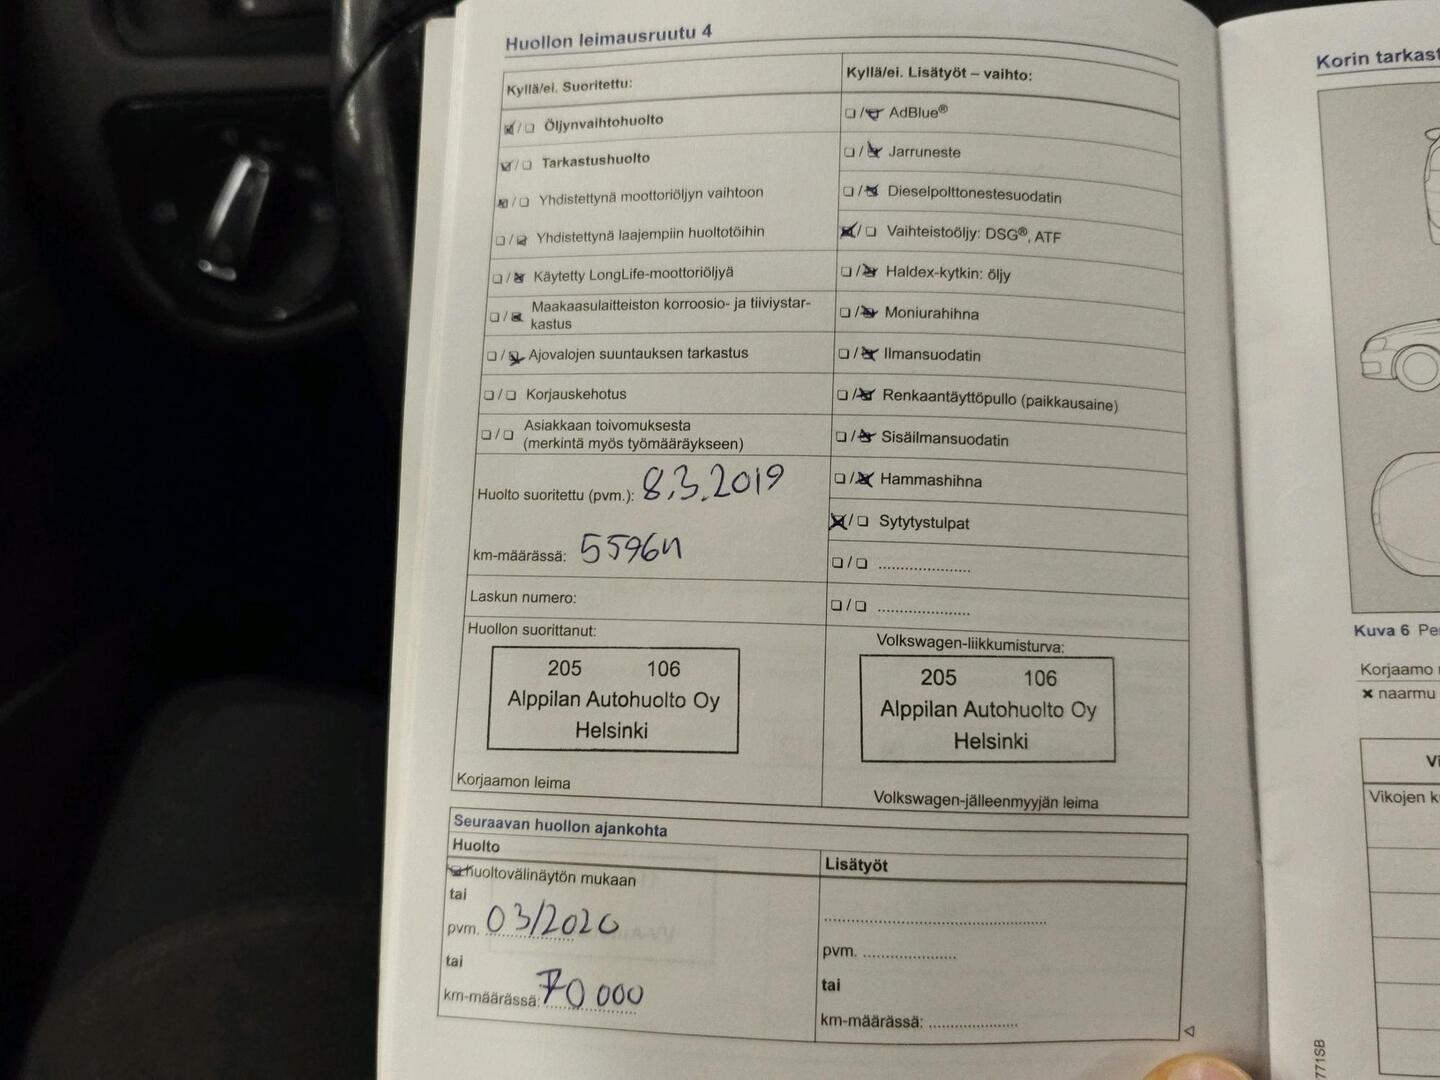 Huollon leimausruutu 4
Kyllä/ei. Suoritettu:
Öljynvaihtohuolto
Tarkastushuolto
Yhdistettynä moottoriöljyn vaihtoon
Yhdistettynä laajempiin huoltotöihin
Käytetty LongLife-moottoriöljyä
Maakaasulaitteiston korroosio- ja tiiviystar-
kastus
Ajovalojen suuntauksen tarkastus
Korjauskehotus
Asiakkaan toivomuksesta
(merkintä myös työmääräykseen)
Huolto suoritettu (pvm.): 8.3.2019
km-määrässä:
Laskun numero:
Huollon suorittanut:
205 106
Alppilan Autohuolto Oy
Helsinki
Korjaamon leima
Kyllä/ei. Lisätyöt – vaihto:
AdBlue®
Jarruneste
Dieselpolttonestesuodatin
Vaihteistoöljy: DSG®, ATF
Haldex-kytkin: öljy
Moniurahihna
Ilmansuodatin
Renkaantäyttöpullo (paikkausaine)
Sisäilmansuodatin
Hammashihna
Sytytystulpat
Volkswagen-liikkumisturva:
205 106
Alppilan Autohuolto Oy
Helsinki
Volkswagen-jälleenmyyjän leima
Seuraavan huollon ajankohta
Huolto
Huoltovälinäytön mukaan
tai
pvm. 03/2020
tai
km-määrässä: 70 000
Lisätyöt
pvm.
tai
km-määrässä:
Korin tarkast
Kuva 6 Pe
Korjaamo
× naarmu
Vi
Vikojen k
771SB